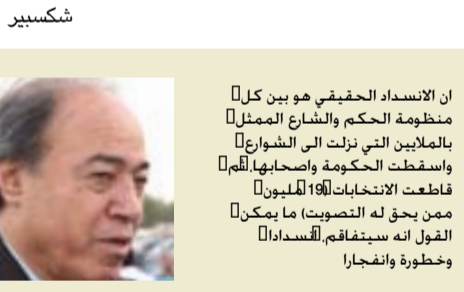 شكسبير
ان الانسداد الحقيقي هو بين كل
منظومة الحكم والشارع الممثل
بالملايين التي نزلت الى الشوارع
واسقطت الحكومة واصحابها. ثم
قاطعت الانتخابات (19 مليون
ممن يحق له التصويت) ما يمكن
القول انه سيتفاقم. انسدادا
وخطورة وانفجارا